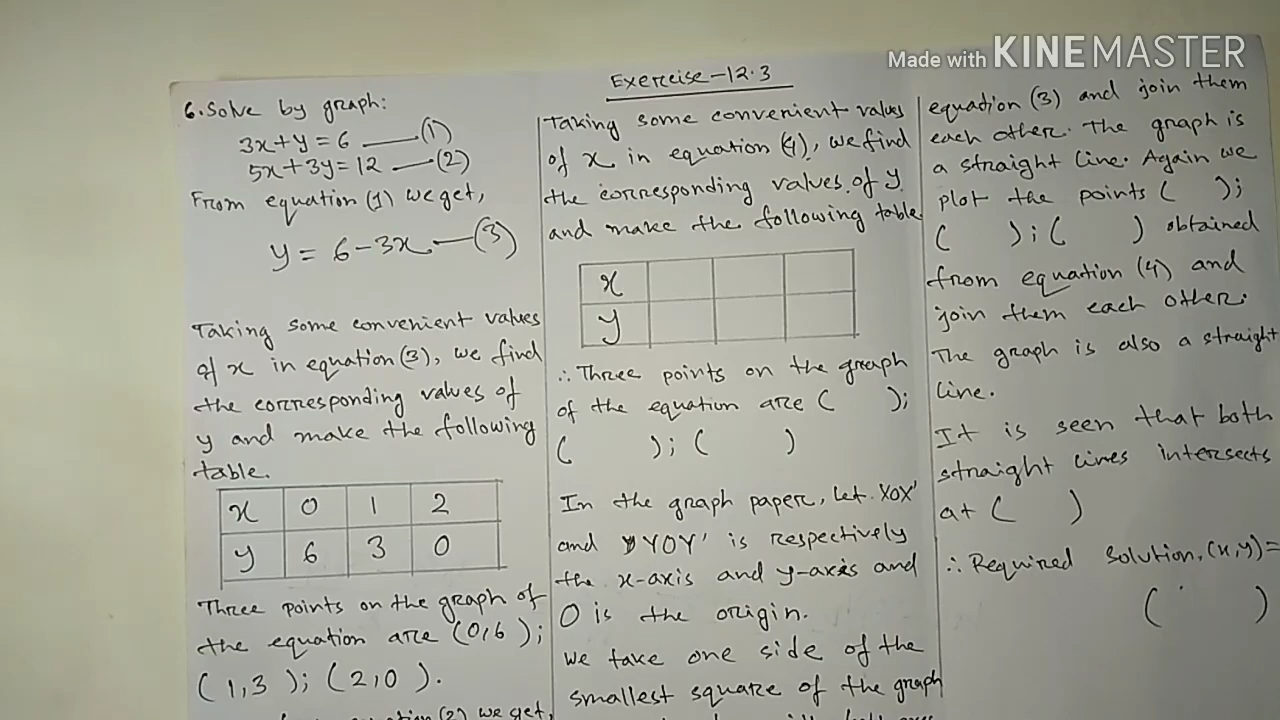 Made with KINEMASTER
Exercise-12.3
6. Solve by graph:
3x+y=6 —(1)
5x+3y=12 —(2)
From equation (1) we get,
y = 6-3x —(3)
Taking some convenient values
of x in equation (3), we find
the corresponding values of
y and make the following
table.
x 0 1 2
y 6 3 0
Three points on the graph of
the equation are (0,6);
(1,3); (2,0).
equation (2) we get,
Taking some convenient values
of x in equation (4), we find
the corresponding values of y
and make the following table
x
y
∴ Three points on the graph
of the equation are ( );
( ); ( )
In the graph paper, let XOX'
and YOY' is respectively
the x-axis and y-axis and
O is the origin.
We take one side of the
smallest square of the graph
equation (3) and join them
each other. The graph is
a straight line. Again we
plot the points ( );
( ); ( ) obtained
from equation (4) and
join them each other.
The graph is also a straight
line.
It is seen that both
straight lines intersects
at ( )
∴ Required Solution, (x,y)=
( )